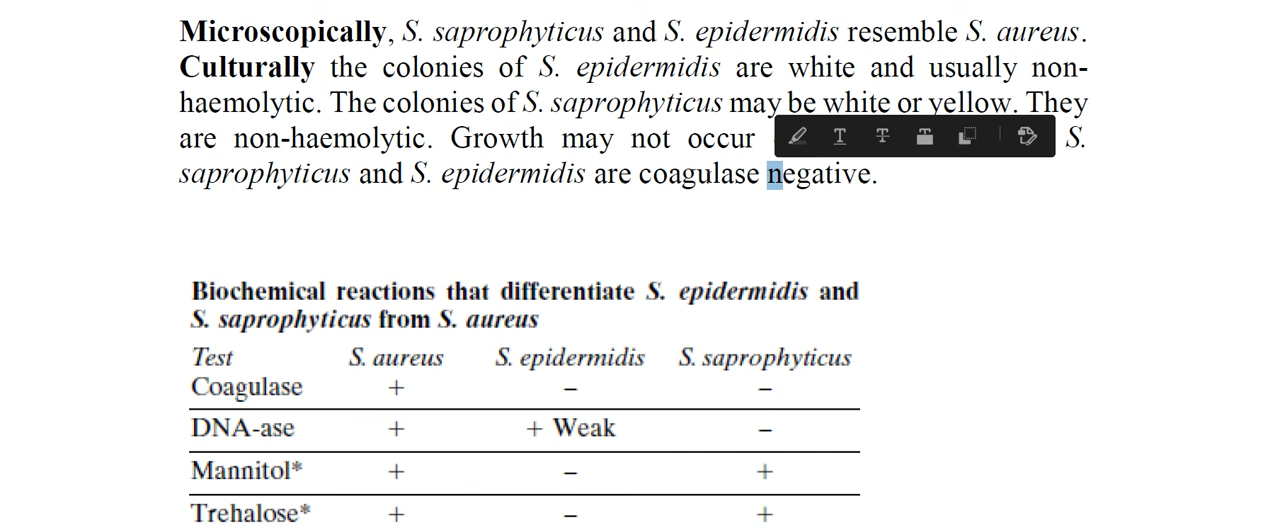 Microscopically, S. saprophyticus and S. epidermidis resemble S. aureus.
Culturally the colonies of S. epidermidis are white and usually non-
haemolytic. The colonies of S. saprophyticus may be white or yellow. They
are non-haemolytic. Growth may not occur S.
saprophyticus and S. epidermidis are coagulase negative.
Biochemical reactions that differentiate S. epidermidis and
S. saprophyticus from S. aureus
Test S. aureus S. epidermidis S. saprophyticus
Coagulase + – –
DNA-ase + + Weak –
Mannitol* + – +
Trehalose* + – +